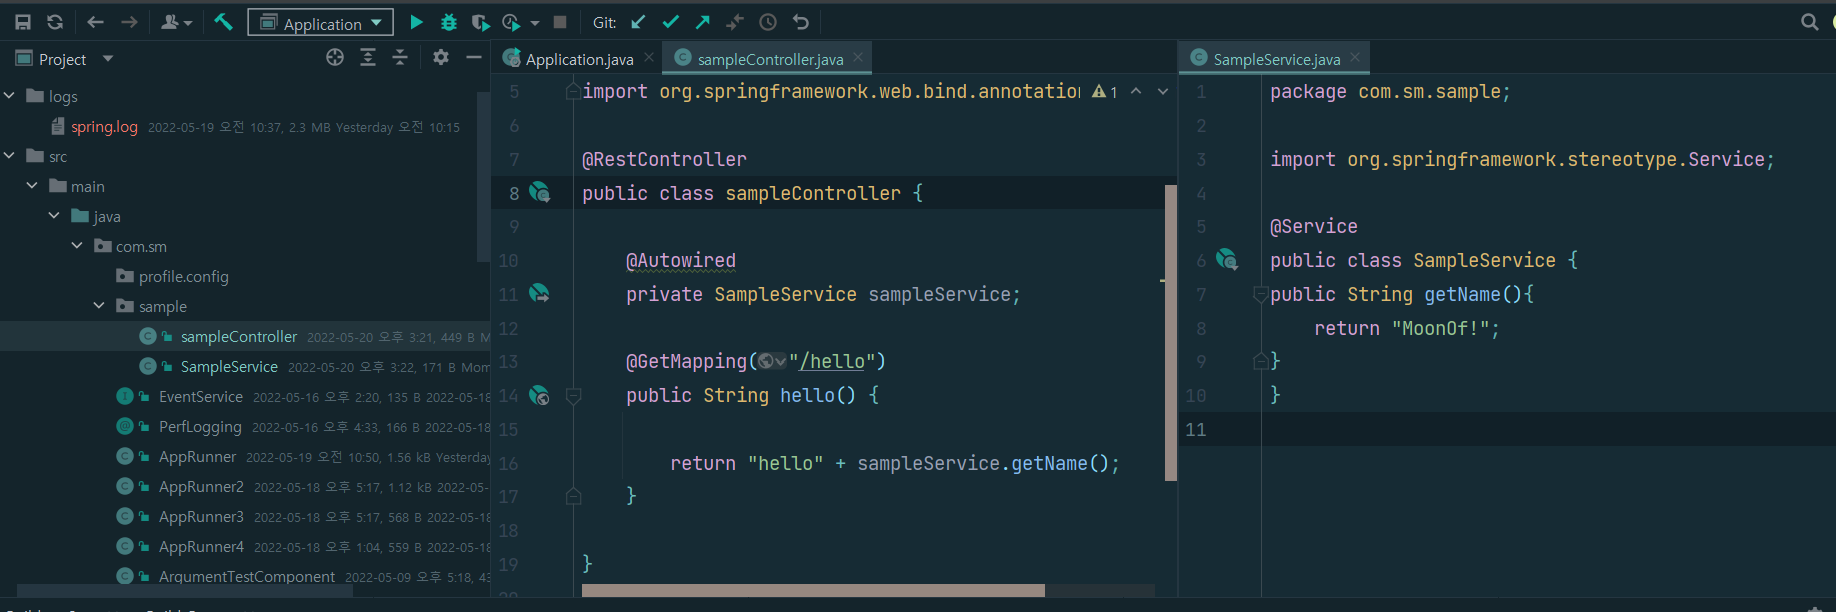 Application
Git:
Project
logs
spring.log 2022-05-19 오전 10:37, 2.3 MB Yesterday 오전 10:15
src
main
java
com.sm
profile.config
sample
sampleController 2022-05-20 오후 3:21, 449 B M
SampleService 2022-05-20 오후 3:22, 171 B Mom
EventService 2022-05-16 오후 2:20, 135 B 2022-05-18
PerfLogging 2022-05-16 오후 4:33, 166 B 2022-05-18
AppRunner 2022-05-19 오전 10:50, 1.56 kB Yesterday
AppRunner2 2022-05-18 오후 5:17, 1.12 kB 2022-05-
AppRunner3 2022-05-18 오후 5:17, 568 B 2022-05-18
AppRunner4 2022-05-18 오후 1:04, 559 B 2022-05-18
ArgumentTestComponent 2022-05-09 오후 5:18, 43
Application.java
sampleController.java
5 import org.springframework.web.bind.annotation 1
6
7 @RestController
8 public class sampleController {
9
10 @Autowired
11 private SampleService sampleService;
12
13 @GetMapping("/hello")
14 public String hello() {
15
16 return "hello" + sampleService.getName();
17 }
18
19 }
SampleService.java
1 package com.sm.sample;
2
3 import org.springframework.stereotype.Service;
4
5 @Service
6 public class SampleService {
7 public String getName(){
8 return "MoonOf!";
9 }
10 }
11